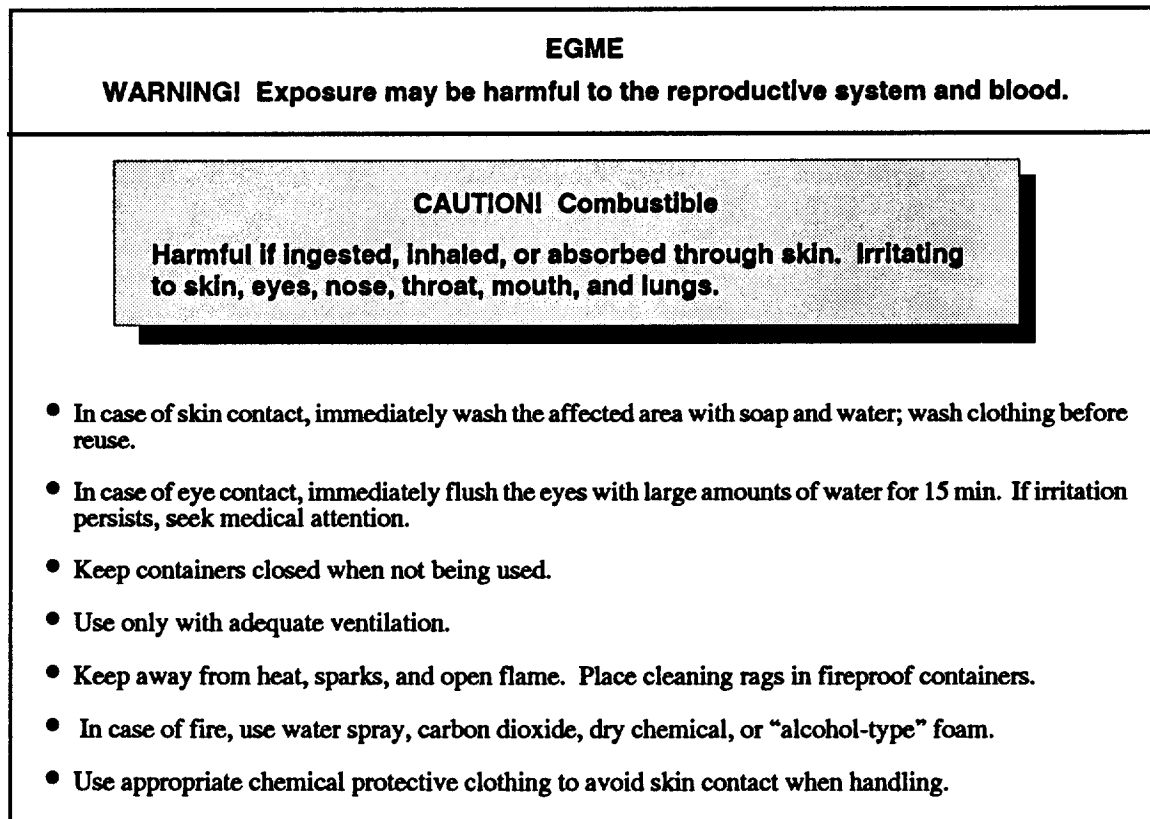 EGME
WARNING! Exposure may be harmful to the reproductive system and blood.
CAUTION! Combustible
Harmful if ingested, inhaled, or absorbed through skin. Irritating
to skin, eyes, nose, throat, mouth, and lungs.
• In case of skin contact, immediately wash the affected area with soap and water; wash clothing before
reuse.
• In case of eye contact, immediately flush the eyes with large amounts of water for 15 min. If irritation
persists, seek medical attention.
• Keep containers closed when not being used.
• Use only with adequate ventilation.
• Keep away from heat, sparks, and open flame. Place cleaning rags in fireproof containers.
• In case of fire, use water spray, carbon dioxide, dry chemical, or “alcohol-type” foam.
• Use appropriate chemical protective clothing to avoid skin contact when handling.